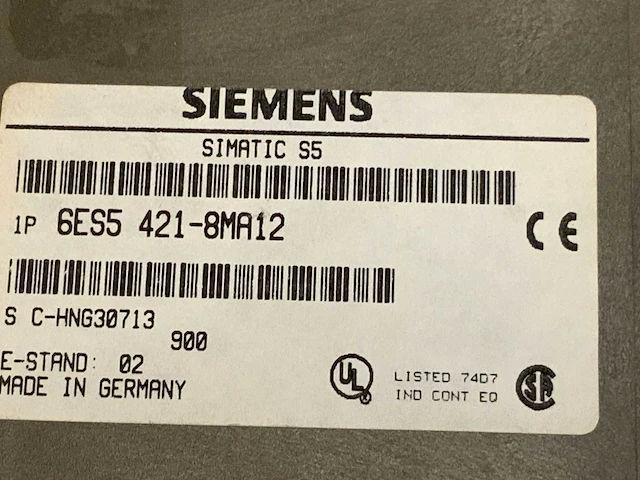 SIEMENS
SIMATIC S5
1P 6ES5 421-8MA12
CE
S C-HNG30713
900
E-STAND: 02
MADE IN GERMANY
UL
LISTED 74D7
IND CONT EQ
SA